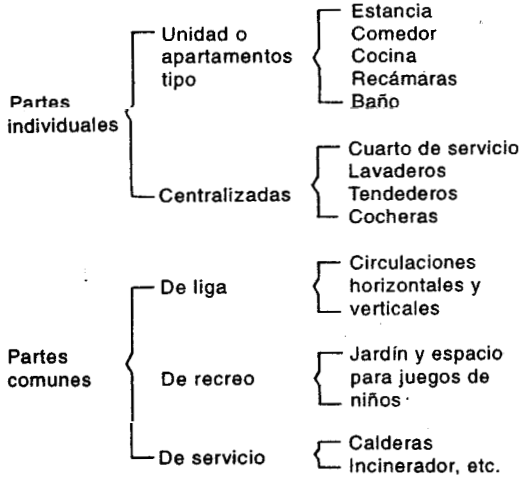 Partes
individuales
Unidad o
apartamentos
tipo
Estancia
Comedor
Cocina
Recámaras
Baño
Centralizadas
Cuarto de servicio
Lavaderos
Tendederos
Cocheras
Partes
comunes
De liga
Circulaciones
horizontales y
verticales
De recreo
Jardín y espacio
para juegos de
niños
De servicio
Calderas
Incinerador, etc.